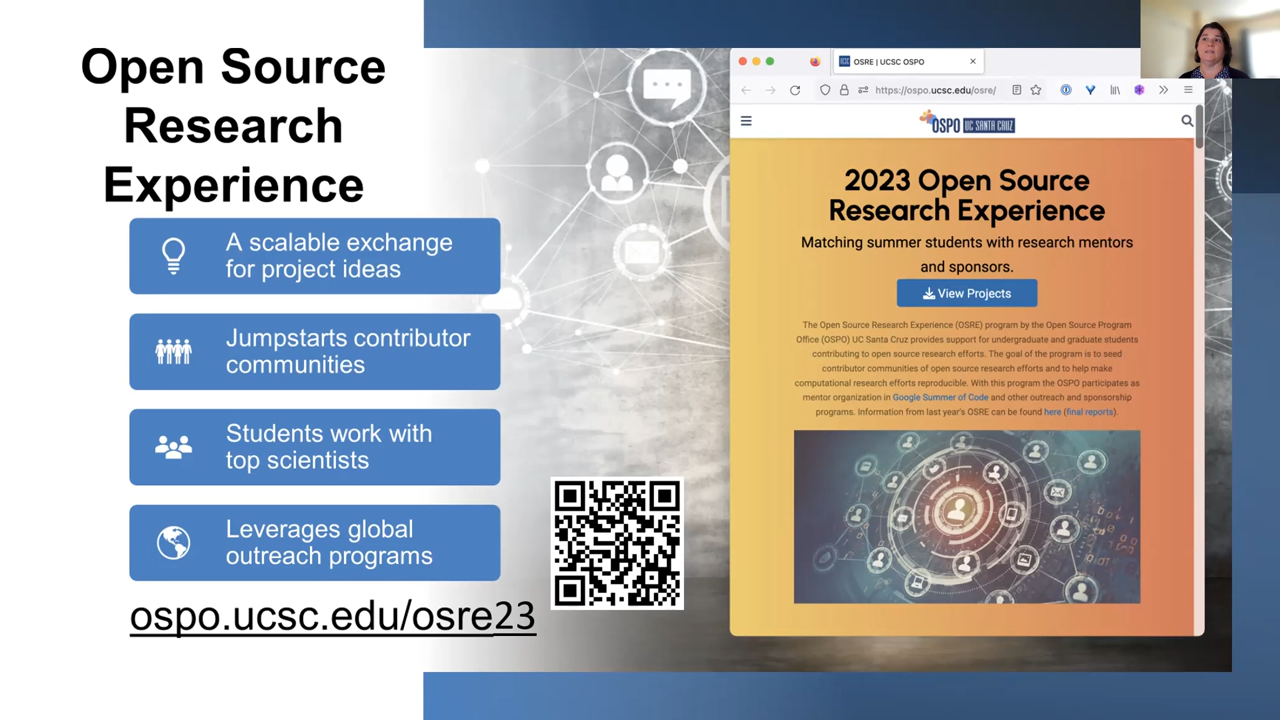 Open Source
Research
Experience
A scalable exchange
for project ideas
Jumpstarts contributor
communities
Students work with
top scientists
Leverages global
outreach programs
ospo.ucsc.edu/osre23
UCSC
OSRE | UCSC OSPO
https://ospo.ucsc.edu/osre/
OSPO UC SANTA CRUZ
2023 Open Source
Research Experience
Matching summer students with research mentors
and sponsors.
View Projects
The Open Source Research Experience (OSRE) program by the Open Source Program
Office (OSPO) UC Santa Cruz provides support for undergraduate and graduate students
contributing to open source research efforts. The goal of the program is to seed
contributor communities of open source research efforts and to help make
computational research efforts reproducible. With this program the OSPO participates as
mentor organization in Google Summer of Code and other outreach and sponsorship
programs. Information from last year's OSRE can be found here (final reports).